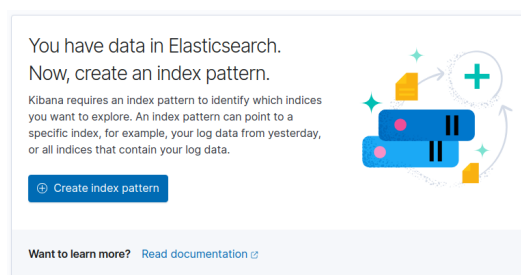 You have data in Elasticsearch.
Now, create an index pattern.
Kibana requires an index pattern to identify which indices
you want to explore. An index pattern can point to a
specific index, for example, your log data from yesterday,
or all indices that contain your log data.
Create index pattern
Want to learn more? Read documentation